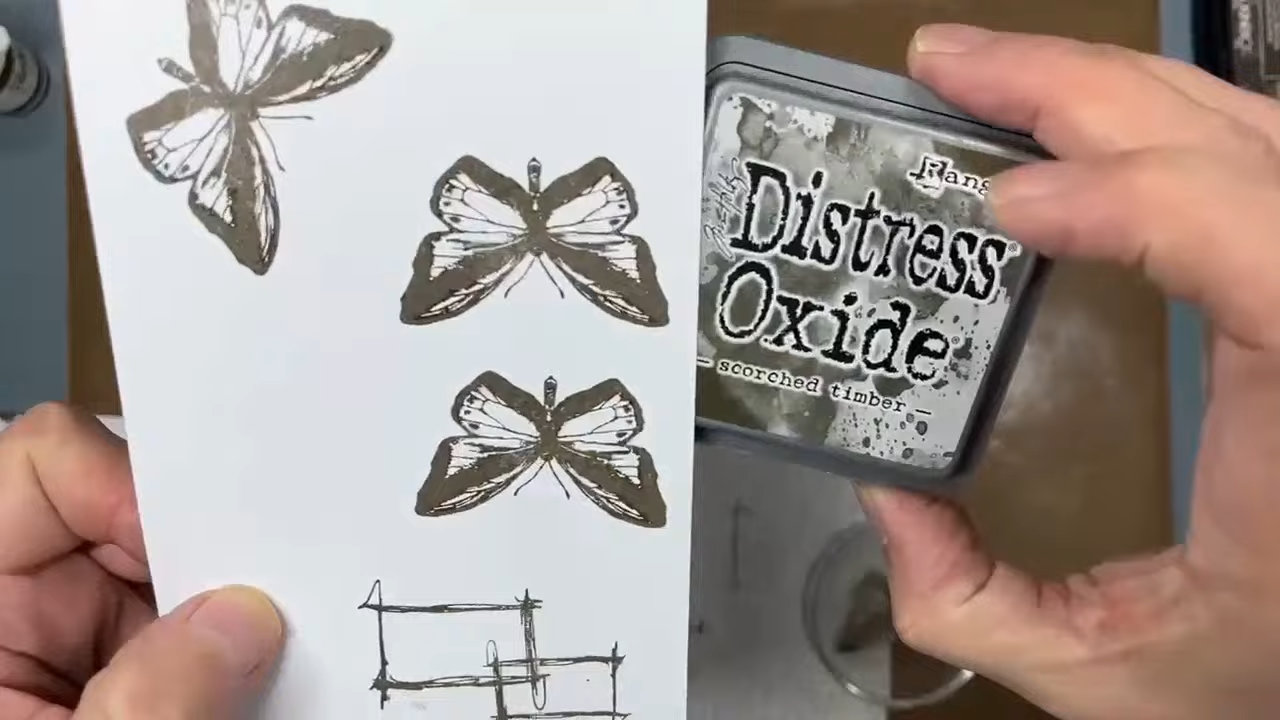 Distress
Oxide®
— scorched timber —